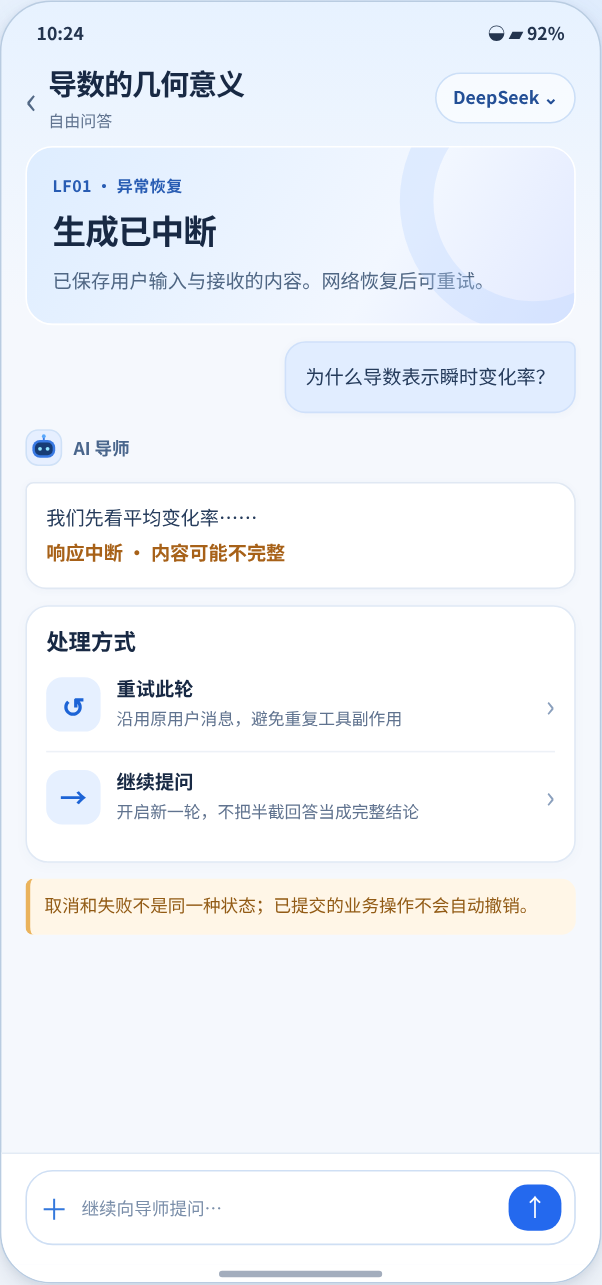 10:24
92%
‹
导数的几何意义
自由问答
DeepSeek ⌄
LF01 · 异常恢复
生成已中断
已保存用户输入与接收的内容。网络恢复后可重试。
为什么导数表示瞬时变化率？
AI 导师
我们先看平均变化率……
响应中断 · 内容可能不完整
处理方式
↺
重试此轮
沿用原用户消息，避免重复工具副作用
›
→
继续提问
开启新一轮，不把半截回答当成完整结论
›
取消和失败不是同一种状态；已提交的业务操作不会自动撤销。
＋
继续向导师提问…
↑